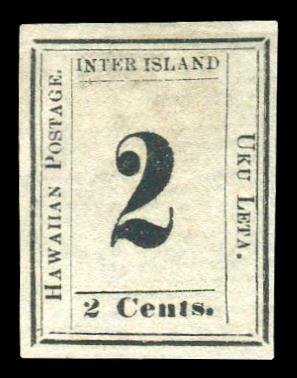 INTER ISLAND
HAWAIIAN POSTAGE.
2
UKU LETA.
2 Cents.